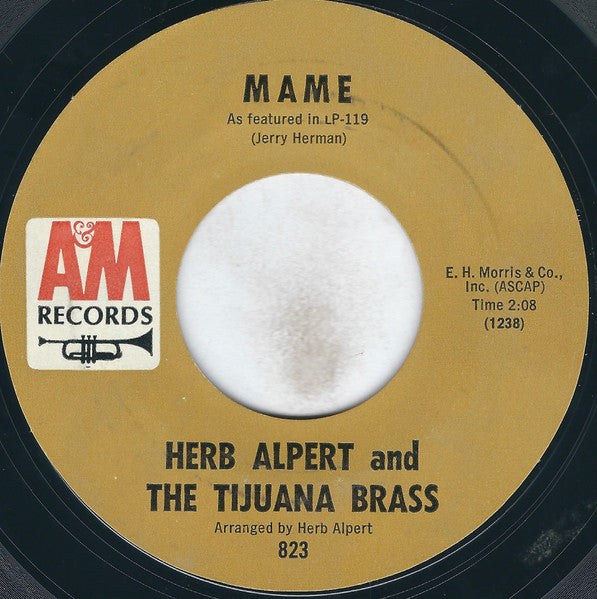 MAME
As featured in LP-119
(Jerry Herman)
A&M
RECORDS
E. H. Morris & Co.,
Inc. (ASCAP)
Time 2:08
(1238)
HERB ALPERT and
THE TIJUANA BRASS
Arranged by Herb Alpert
823